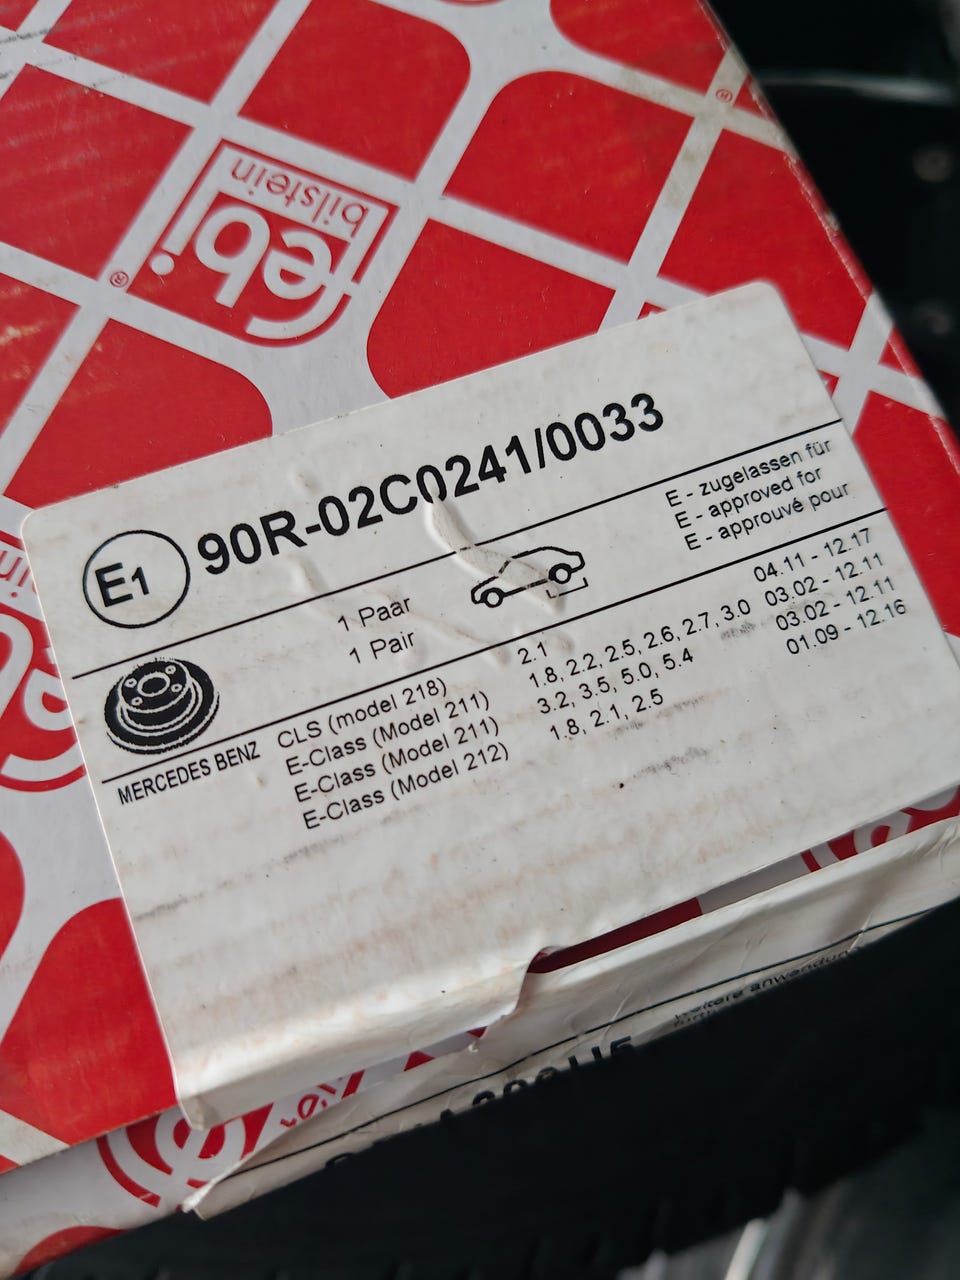 febi
bilstein
®
®
E1 90R-02C0241/0033
1 Paar
1 Pair
E - zugelassen für
E - approved for
E - approuvé pour
MERCEDES BENZ
CLS (model 218) 2.1 04.11 - 12.17
E-Class (Model 211) 1.8, 2.2, 2.5, 2.6, 2.7, 3.0 03.02 - 12.11
E-Class (Model 211) 3.2, 3.5, 5.0, 5.4 03.02 - 12.11
E-Class (Model 212) 1.8, 2.1, 2.5 01.09 - 12.16
weitere